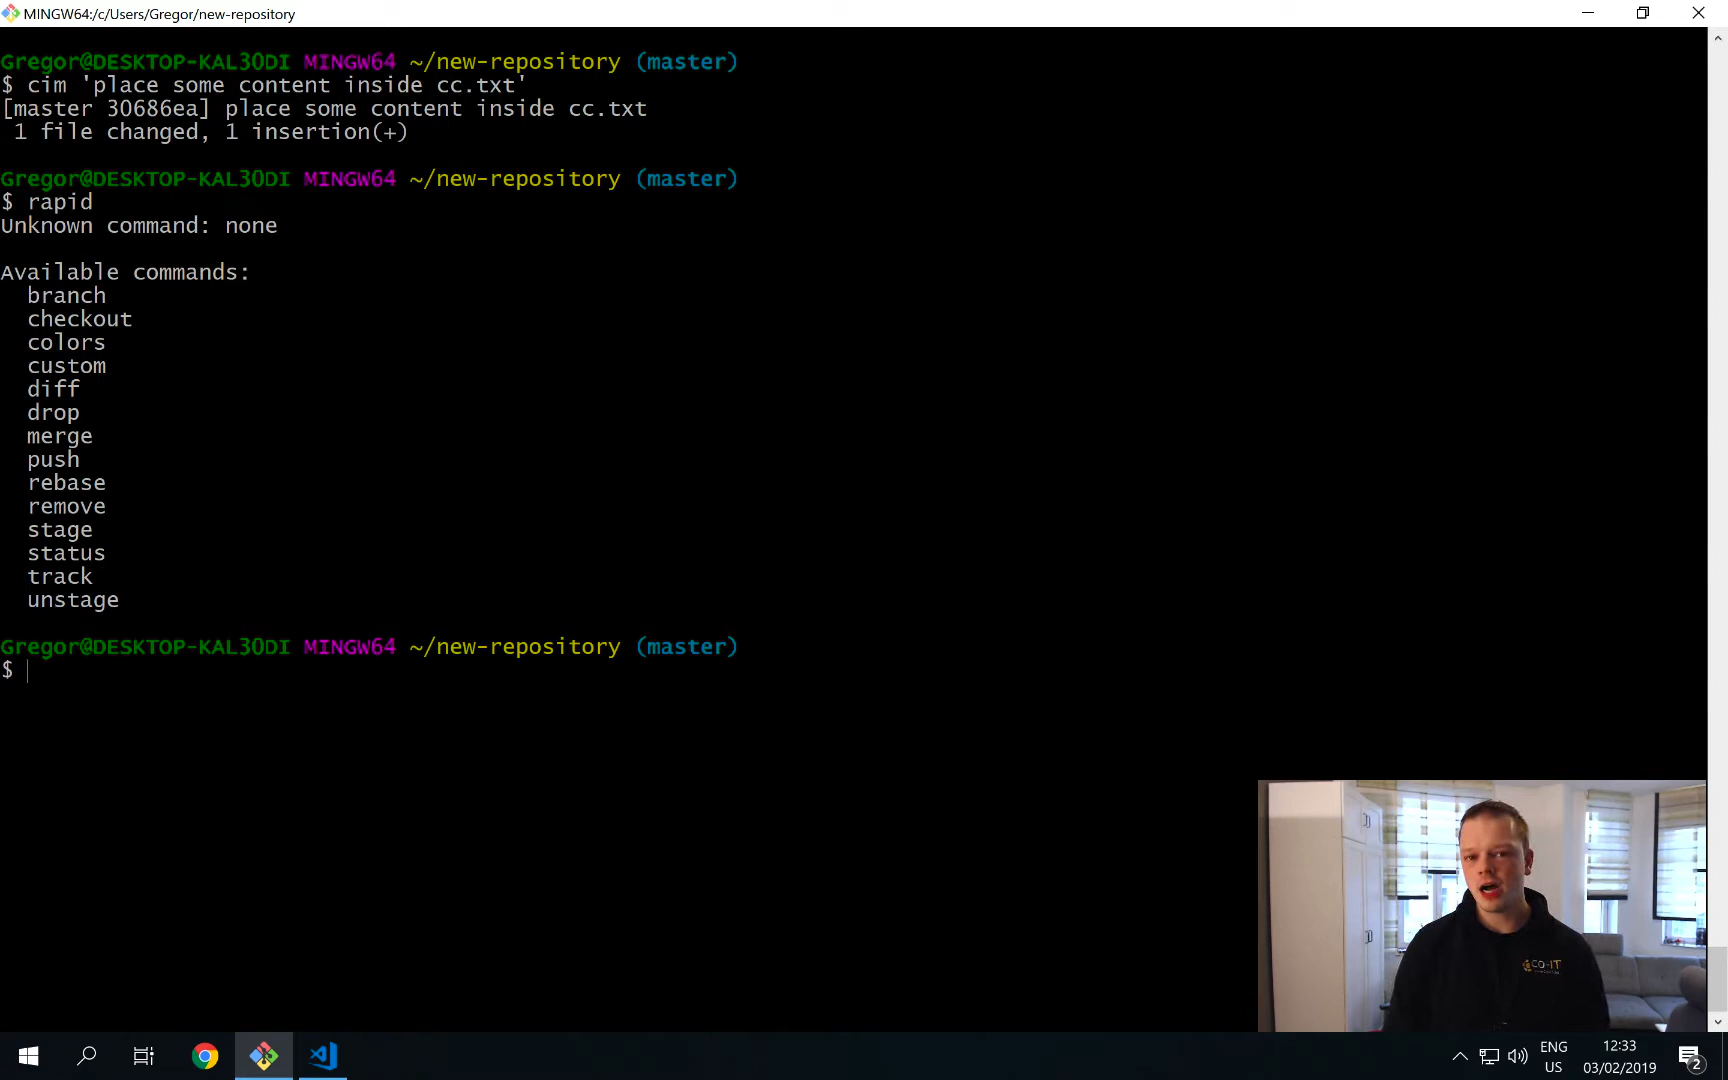 MINGW64:/c/Users/Gregor/new-repository
Gregor@DESKTOP-KAL30DI MINGW64 ~/new-repository (master)
$ cim 'place some content inside cc.txt'
[master 30686ea] place some content inside cc.txt
1 file changed, 1 insertion(+)
Gregor@DESKTOP-KAL30DI MINGW64 ~/new-repository (master)
$ rapid
Unknown command: none
Available commands:
branch
checkout
colors
custom
diff
drop
merge
push
rebase
remove
stage
status
track
unstage
Gregor@DESKTOP-KAL30DI MINGW64 ~/new-repository (master)
$
CO-IT
ENG
US
12:33
03/02/2019
2